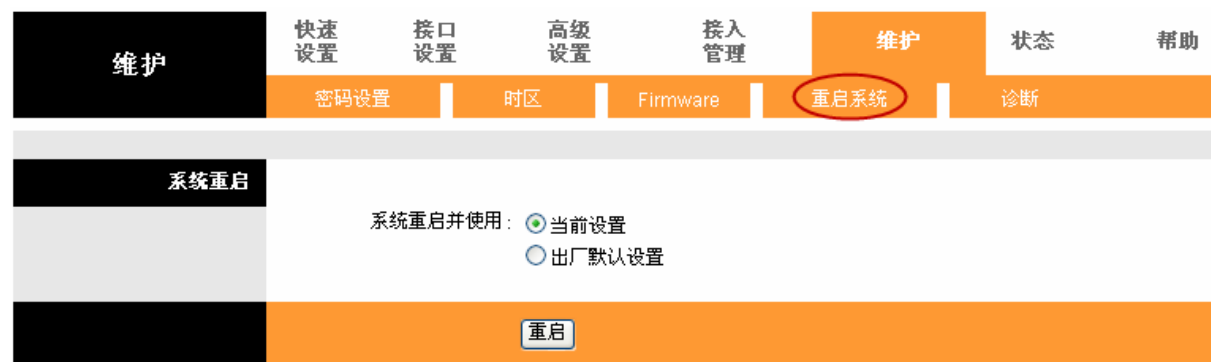 维护
快速设置
接口设置
高级设置
接入管理
维护
状态
帮助
密码设置
时区
Firmware
重启系统
诊断
系统重启
系统重启并使用:
当前设置
出厂默认设置
重启